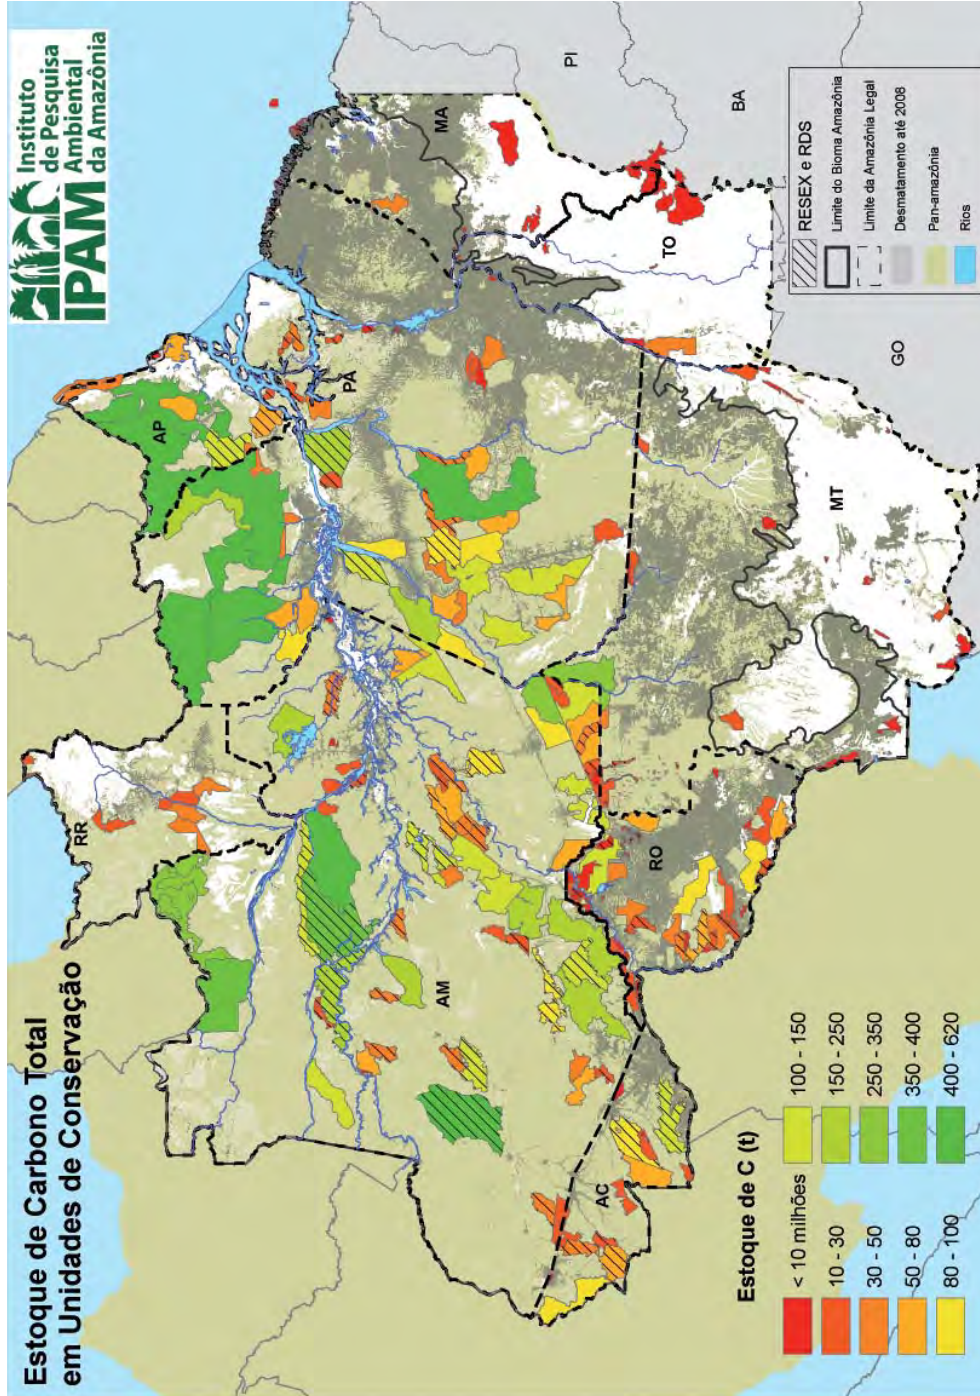 Estoque de Carbono Total
em Unidades de Conservação
IPAM
Instituto
de Pesquisa
Ambiental
da Amazônia
RR
AP
AM
PA
MA
PI
AC
RO
TO
BA
MT
GO
Estoque de C (t)
< 10 milhões
10 - 30
30 - 50
50 - 80
80 - 100
100 - 150
150 - 250
250 - 350
350 - 400
400 - 620
RESEX e RDS
Limite do Bioma Amazônia
Limite da Amazônia Legal
Desmatamento até 2008
Pan-amazônia
Rios